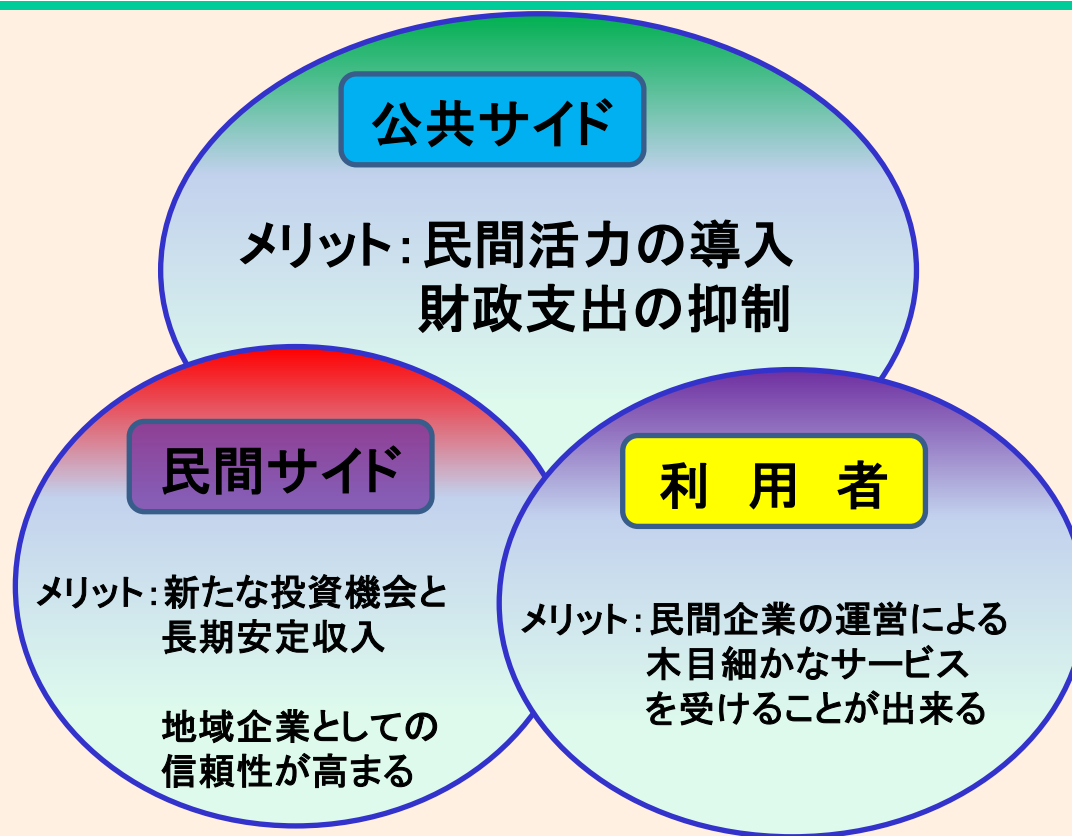 公共サイド
メリット:民間活力の導入
財政支出の抑制
民間サイド
メリット:新たな投資機会と
長期安定収入
地域企業としての
信頼性が高まる
利　用　者
メリット:民間企業の運営による
木目細かなサービス
を受けることが出来る